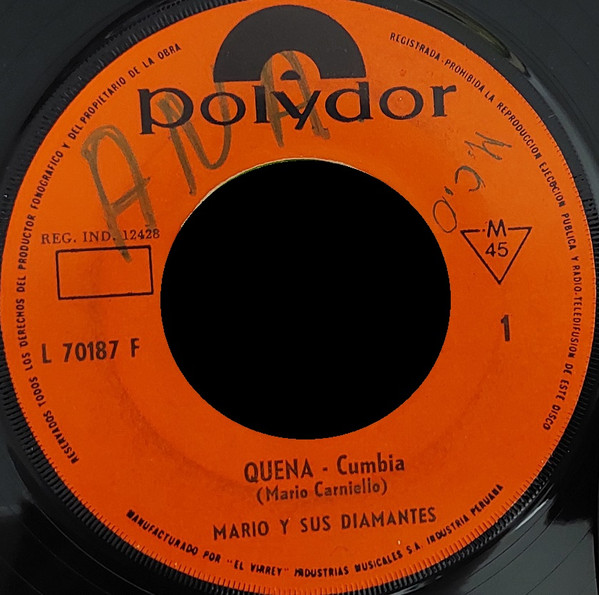 RESERVADOS TODOS LOS DERECHOS DEL PRODUCTOR FONOGRAFICO Y DEL PROPIETARIO DE LA OBRA
REGISTRADA · PROHIBIDA LA REPRODUCCION EJECUCION PUBLICA Y RADIO-TELEDIFUSION DE ESTE DISCO
polydor
ANA
M.C.O
REG. IND. 12428
M
45
L 70187 F
1
QUENA - Cumbia
(Mario Carniello)
MARIO Y SUS DIAMANTES
MANUFACTURADO POR "EL VIRREY" INDUSTRIAS MUSICALES S.A. INDUSTRIA PERUANA